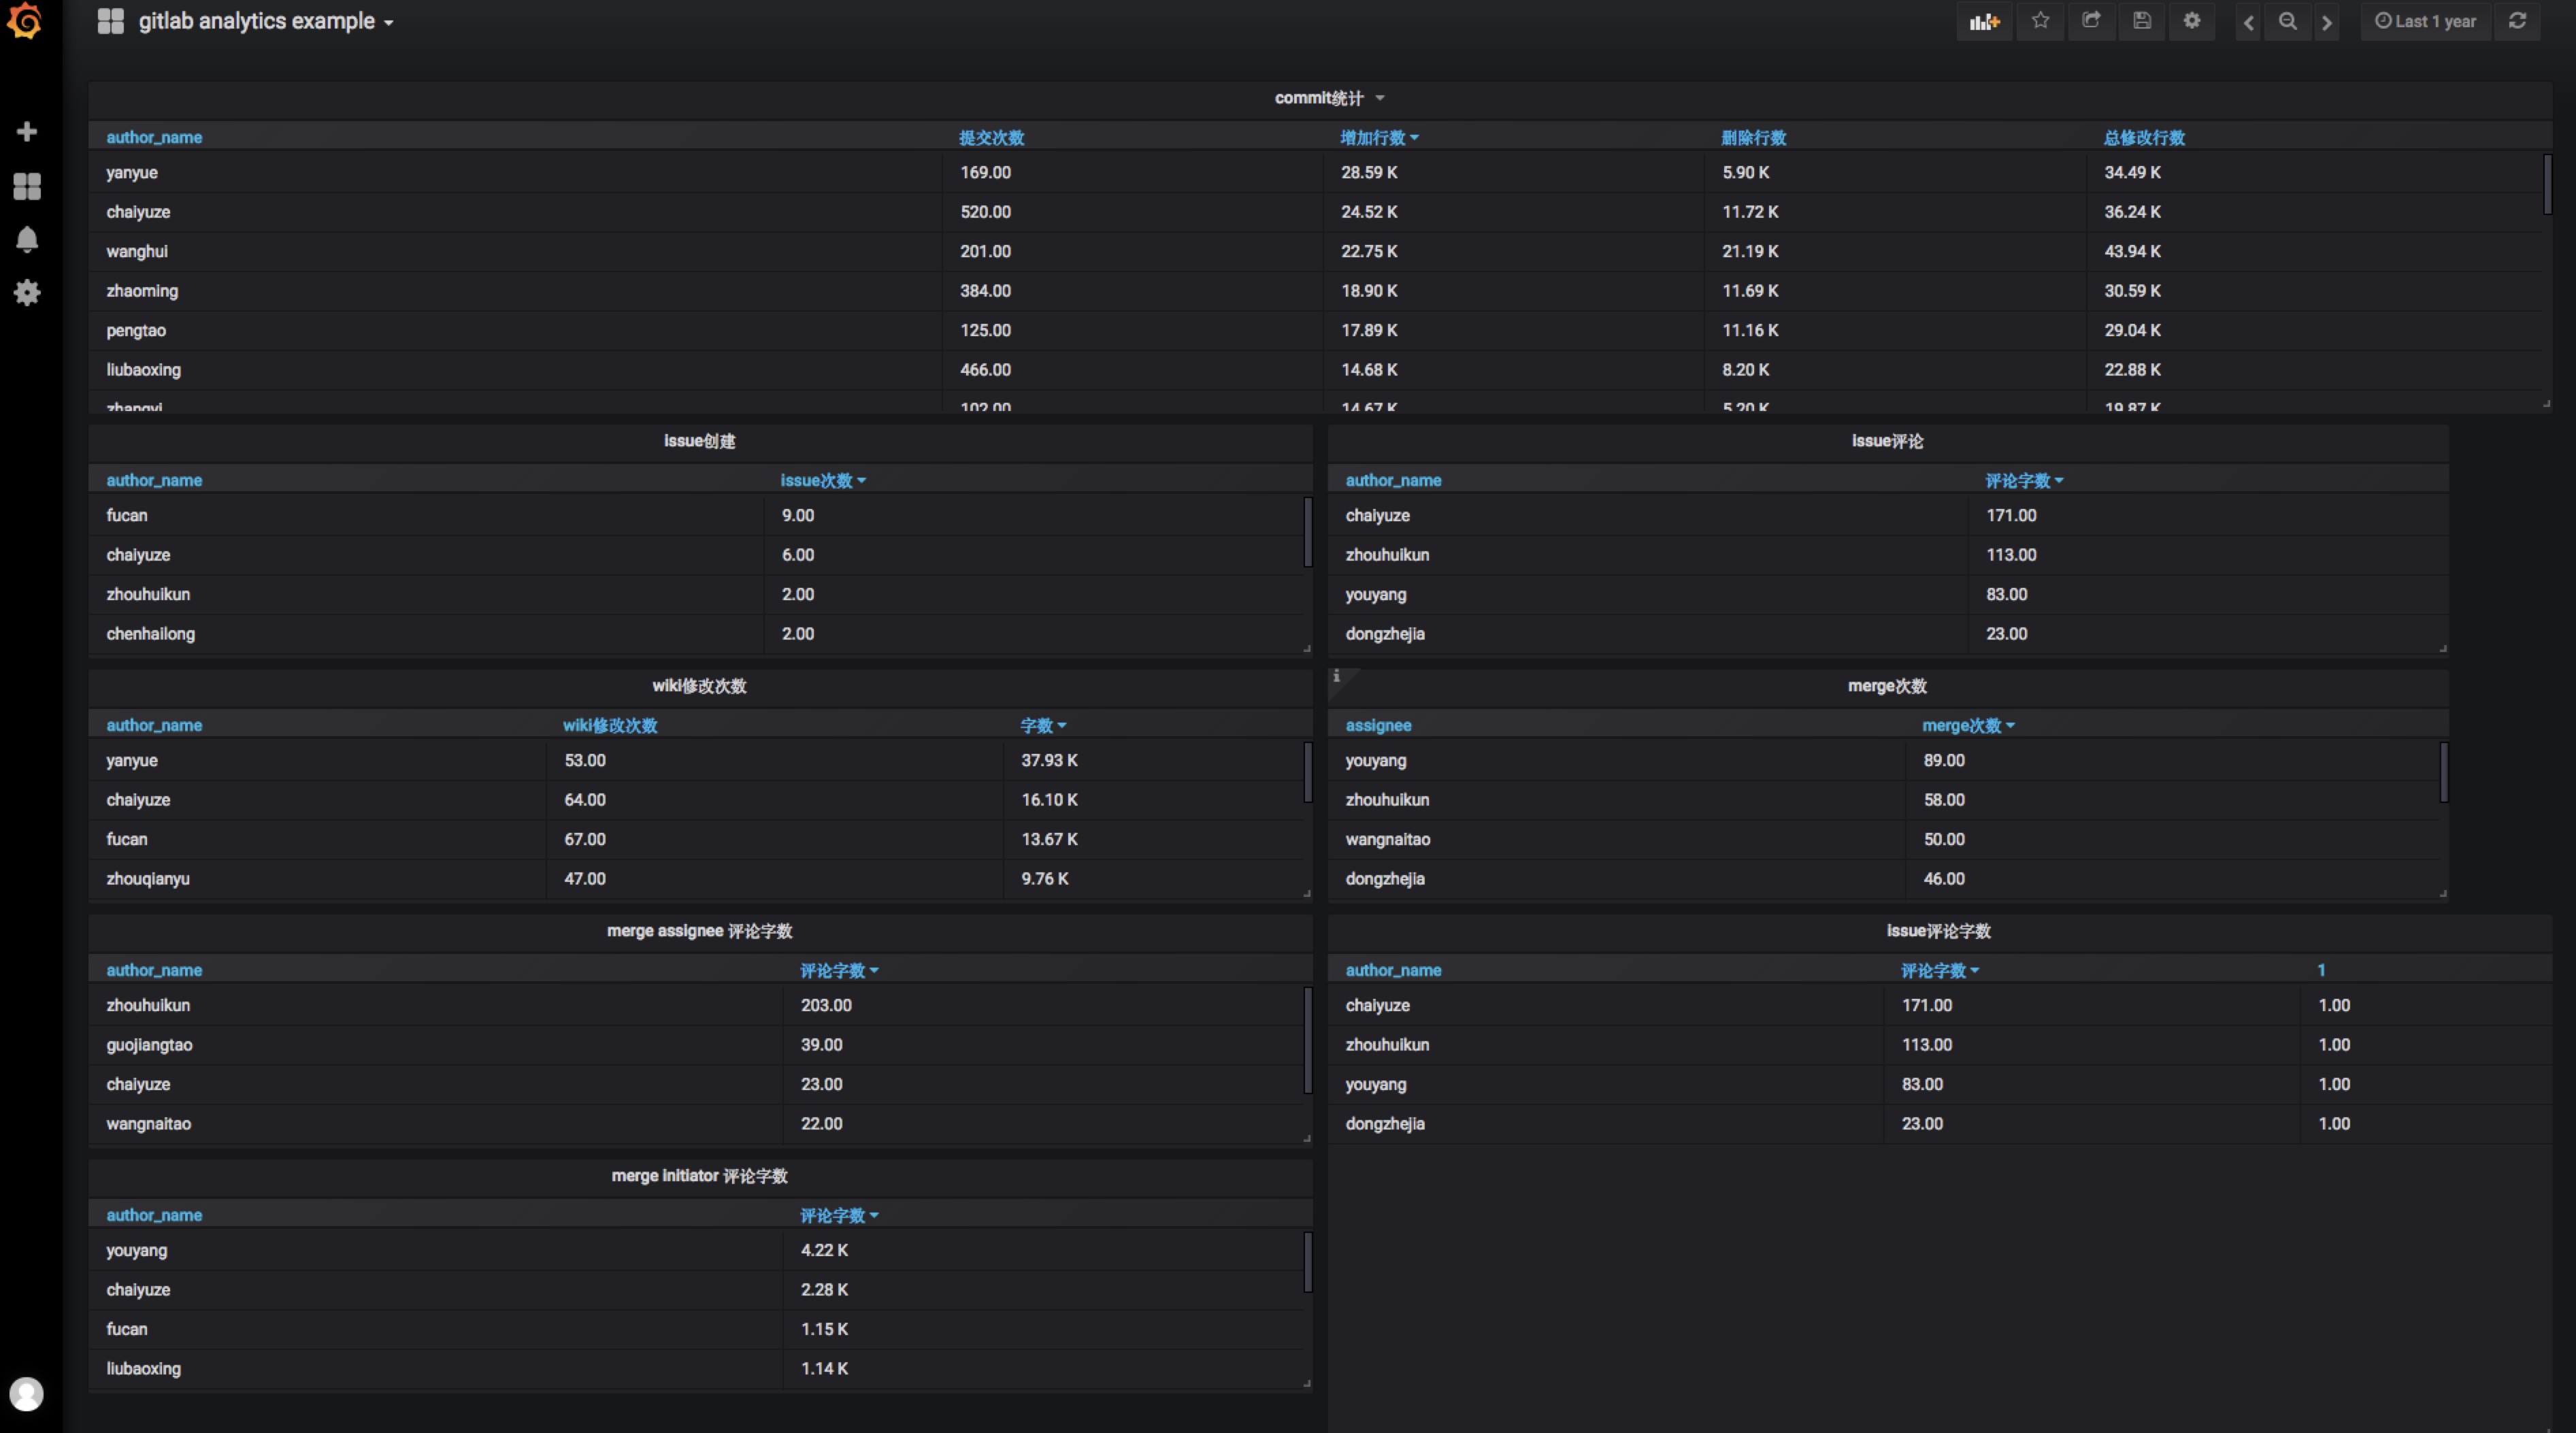 gitlab analytics example
Last 1 year
commit统计
author_name 提交次数 增加行数 删除行数 总修改行数
yanyue 169.00 28.59 K 5.90 K 34.49 K
chaiyuze 520.00 24.52 K 11.72 K 36.24 K
wanghui 201.00 22.75 K 21.19 K 43.94 K
zhaoming 384.00 18.90 K 11.69 K 30.59 K
pengtao 125.00 17.89 K 11.16 K 29.04 K
liubaoxing 466.00 14.68 K 8.20 K 22.88 K
102.00 14.67 K 5.20 K 19.87 K
issue创建
author_name issue次数
fucan 9.00
chaiyuze 6.00
zhouhuikun 2.00
chenhailong 2.00
issue评论
author_name 评论字数
chaiyuze 171.00
zhouhuikun 113.00
youyang 83.00
dongzhejia 23.00
wiki修改次数
author_name wiki修改次数 字数
yanyue 53.00 37.93 K
chaiyuze 64.00 16.10 K
fucan 67.00 13.67 K
zhouqianyu 47.00 9.76 K
i
merge次数
assignee merge次数
youyang 89.00
zhouhuikun 58.00
wangnaitao 50.00
dongzhejia 46.00
merge assignee 评论字数
author_name 评论字数
zhouhuikun 203.00
guojiangtao 39.00
chaiyuze 23.00
wangnaitao 22.00
issue评论字数
author_name 评论字数 1
chaiyuze 171.00 1.00
zhouhuikun 113.00 1.00
youyang 83.00 1.00
dongzhejia 23.00 1.00
merge initiator 评论字数
author_name 评论字数
youyang 4.22 K
chaiyuze 2.28 K
fucan 1.15 K
liubaoxing 1.14 K